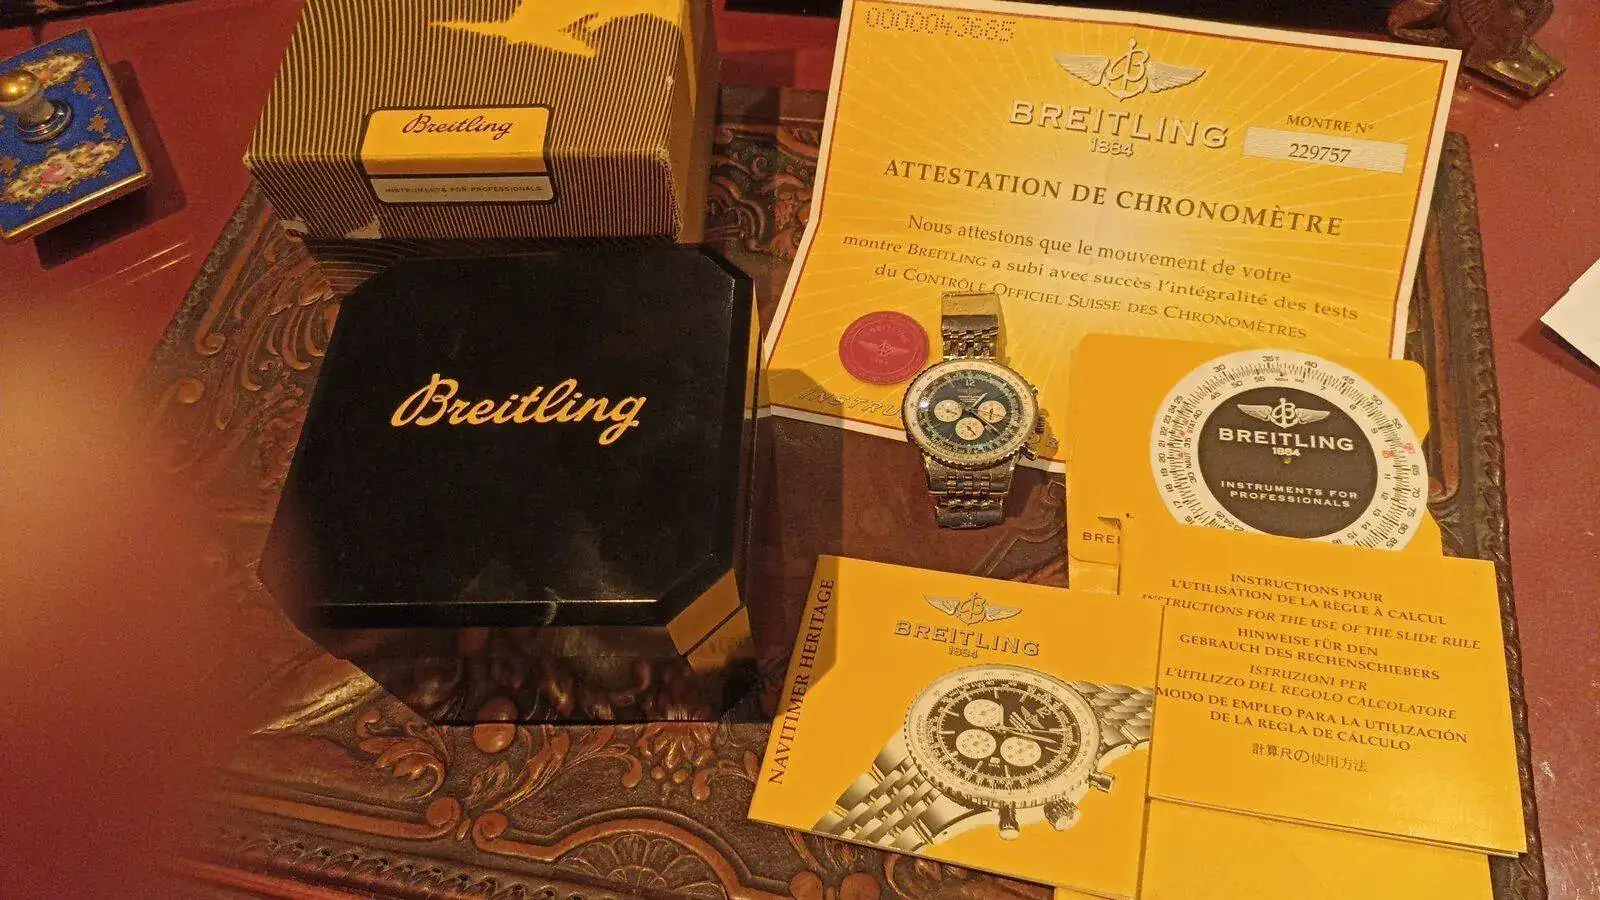 Breitling
INSTRUMENTS FOR PROFESSIONALS
Breitling
0000043685
BREITLING
1884
MONTRE N°
229757
ATTESTATION DE CHRONOMÈTRE
Nous attestons que le mouvement de votre
montre BREITLING a subi avec succès l'intégralité des tests
du CONTRÔLE OFFICIEL SUISSE DES CHRONOMÈTRES
BREITLING
INSTRU
12
BREITLING
1884
INSTRUMENTS FOR
PROFESSIONALS
BREI
NAVITIMER HERITAGE
BREITLING
1884
INSTRUCTIONS POUR
L'UTILISATION DE LA RÈGLE À CALCUL
INSTRUCTIONS FOR THE USE OF THE SLIDE RULE
HINWEISE FÜR DEN
GEBRAUCH DES RECHENSCHIEBERS
ISTRUZIONI PER
L'UTILIZZO DEL REGOLO CALCOLATORE
MODO DE EMPLEO PARA LA UTILIZACIÓN
DE LA REGLA DE CÁLCULO
計算尺の使用方法